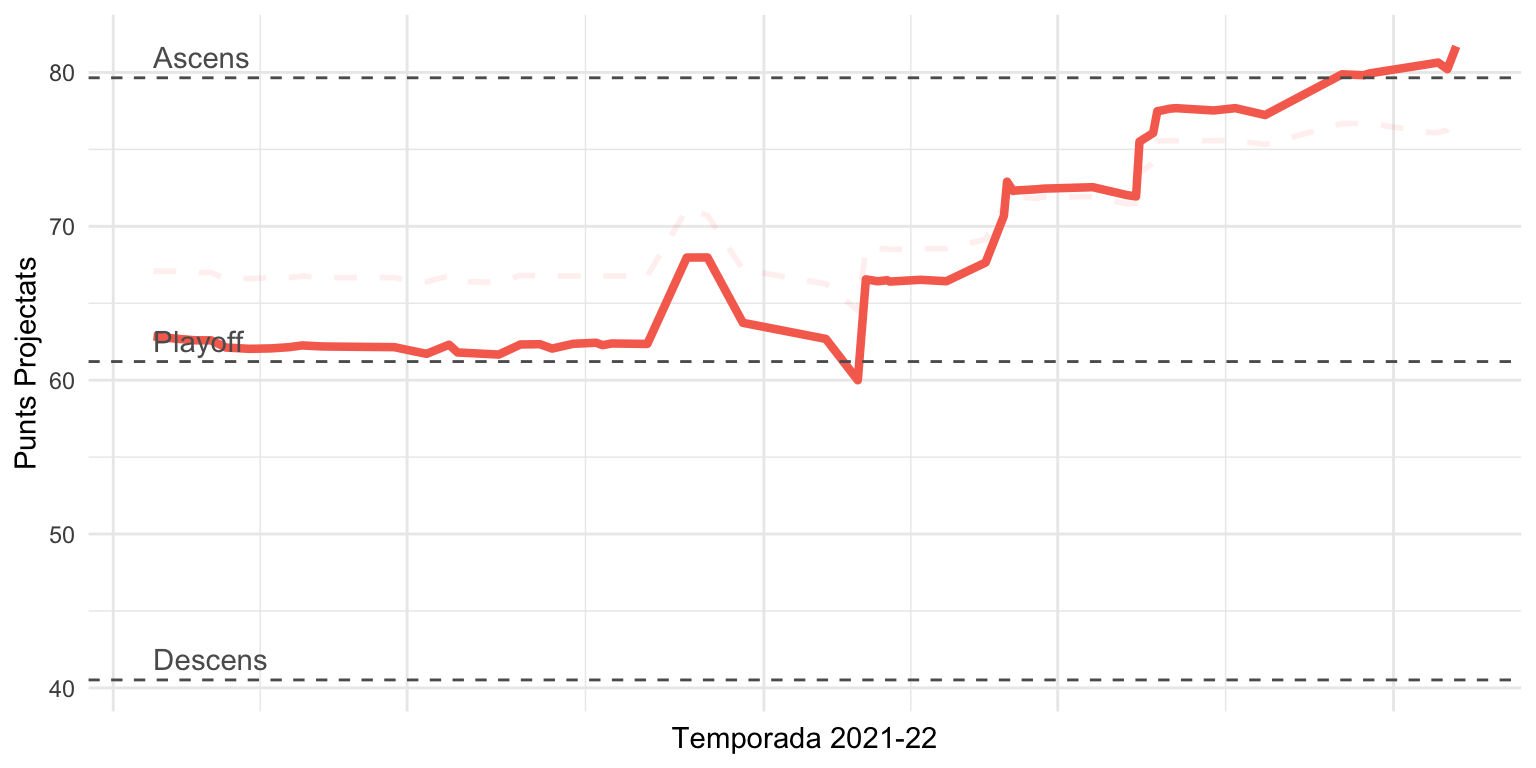 Ascens
80
70
Playoff
60
50
Descens
40
Punts Projectats
Temporada 2021-22